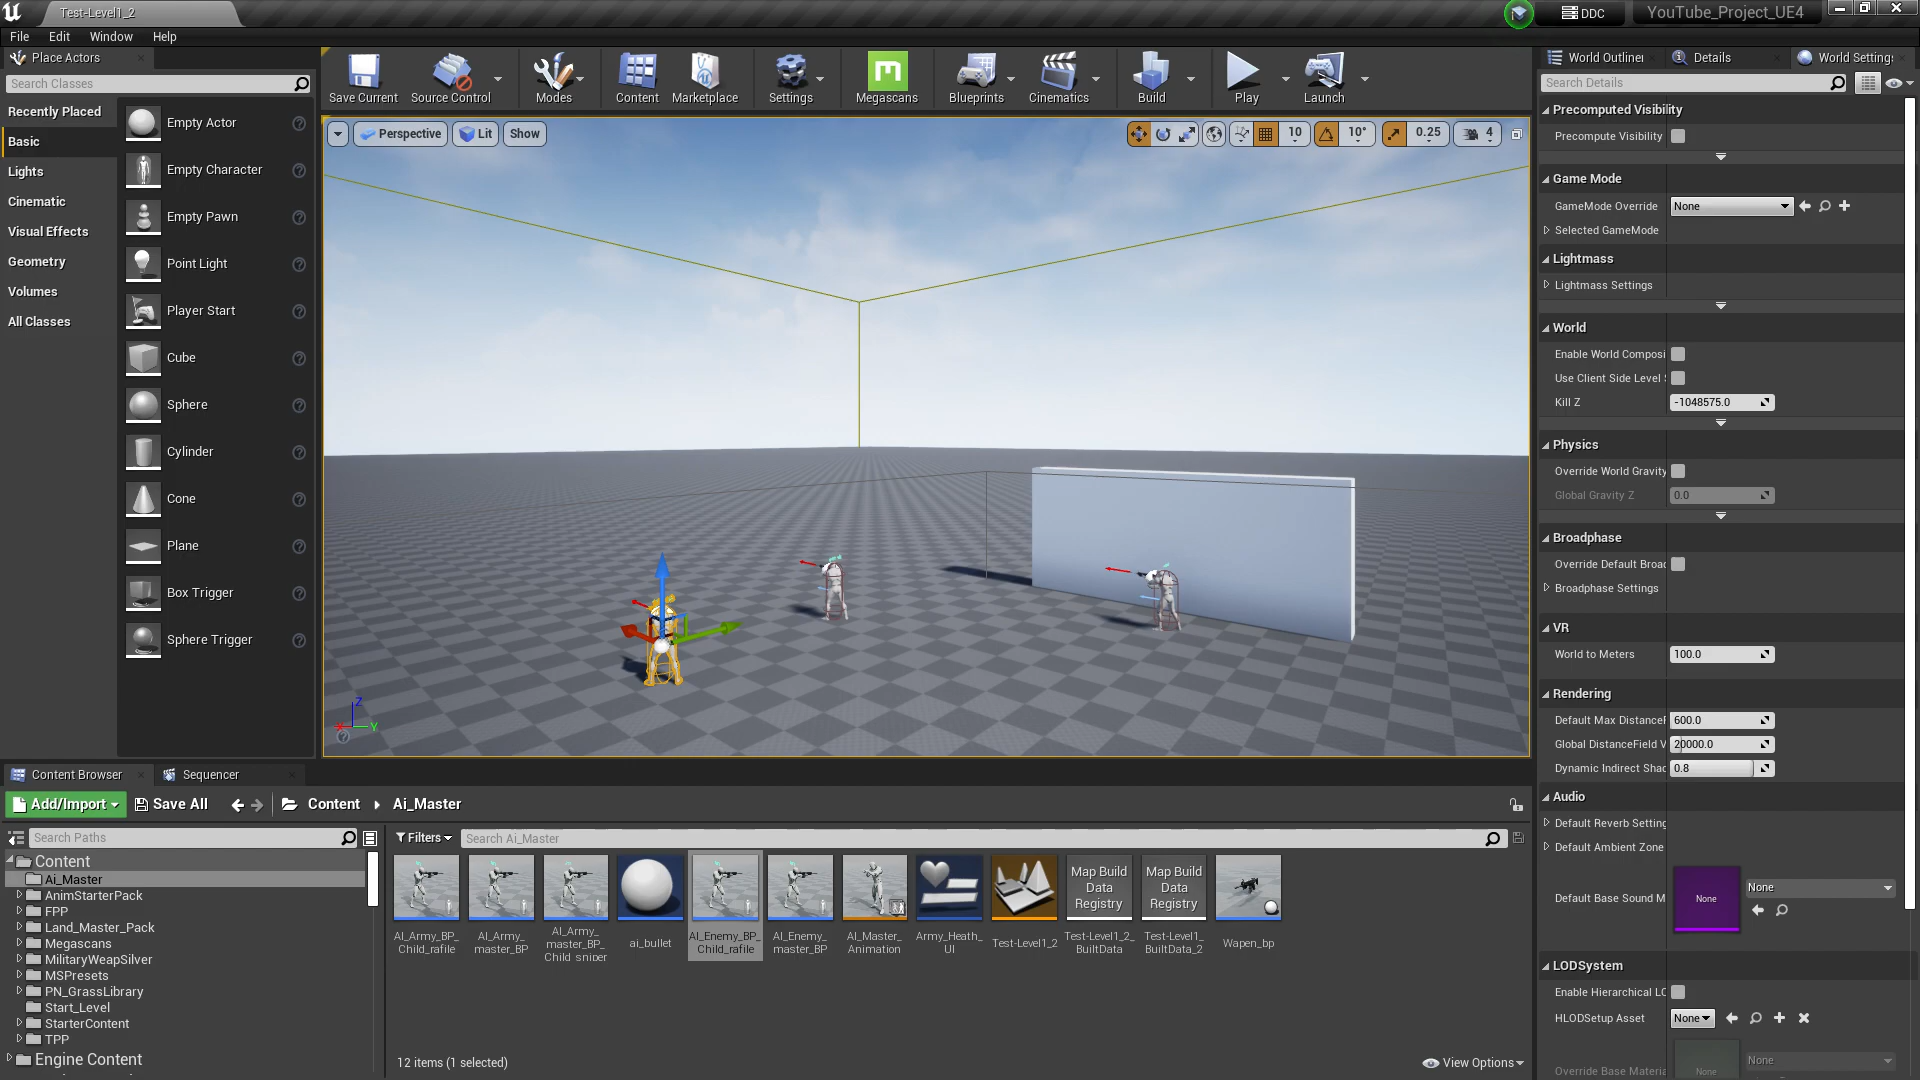 Test-Level1_2
DDC
YouTube_Project_UE4
File Edit Window Help
Place Actors
Search Classes
Recently Placed
Basic
Lights
Cinematic
Visual Effects
Geometry
Volumes
All Classes
Empty Actor
Empty Character
Empty Pawn
Point Light
Player Start
Cube
Sphere
Cylinder
Cone
Plane
Box Trigger
Sphere Trigger
Save Current
Source Control
Modes
Content
Marketplace
Settings
Megascans
Blueprints
Cinematics
Build
Play
Launch
Perspective
Lit
Show
10
10°
0.25
4
Z
X
Y
World Outliner
Details
World Settings
Search Details
Precomputed Visibility
Precompute Visibility
Game Mode
GameMode Override
None
Selected GameMode
Lightmass
Lightmass Settings
World
Enable World Composi
Use Client Side Level
Kill Z
-1048575.0
Physics
Override World Gravity
Global Gravity Z
0.0
Broadphase
Override Default Broad
Broadphase Settings
VR
World to Meters
100.0
Rendering
Default Max DistanceF
600.0
Global DistanceField V
20000.0
Dynamic Indirect Shad
0.8
Audio
Default Reverb Setting
Default Ambient Zone
Default Base Sound M
None
None
LODSystem
Enable Hierarchical LO
HLODSetup Asset
None
Override Base Materia
None
None
Content Browser
Sequencer
Add/Import
Save All
Content
Ai_Master
Search Paths
Content
Ai_Master
AnimStarterPack
FPP
Land_Master_Pack
Megascans
MilitaryWeapSilver
MSPresets
PN_GrassLibrary
Start_Level
StarterContent
TPP
Engine Content
Filters
Search Ai_Master
AI_Army_BP_
Child_rafile
AI_Army_
master_BP
AI_Army_
master_BP_
Child_sniper
ai_bullet
AI_Enemy_BP_
Child_rafile
AI_Enemy_
master_BP
AI_Master_
Animation
Army_Heath_
UI
Test-Level1_2
Map Build
Data
Registry
Test-Level1_2_
BuiltData
Map Build
Data
Registry
Test-Level1_
BuiltData_2
Wapen_bp
12 items (1 selected)
View Options